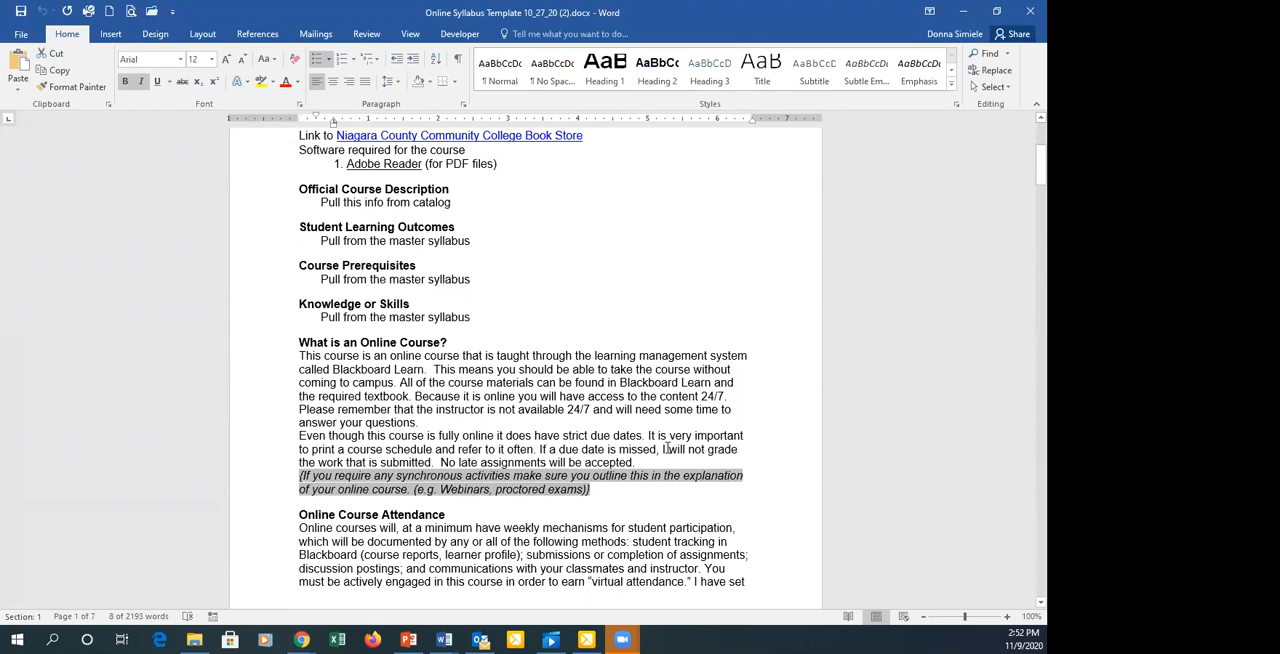 Online Syllabus Template 10_27_20 (2).docx - Word
File Home Insert Design Layout References Mailings Review View Developer Tell me what you want to do... Donna Simiele Share
Paste Cut Copy Format Painter Clipboard
Arial 12 Font
Paragraph
AaBbCcDc AaBbCcDc AaB AaBbC AaBbCcD AaB AaBbCcD AaBbCcD AaBbCcD
¶ Normal ¶ No Spac... Heading 1 Heading 2 Heading 3 Title Subtitle Subtle Em... Emphasis
Styles
Find Replace Select Editing
Link to Niagara County Community College Book Store
Software required for the course
1. Adobe Reader (for PDF files)
Official Course Description
Pull this info from catalog
Student Learning Outcomes
Pull from the master syllabus
Course Prerequisites
Pull from the master syllabus
Knowledge or Skills
Pull from the master syllabus
What is an Online Course?
This course is an online course that is taught through the learning management system
called Blackboard Learn. This means you should be able to take the course without
coming to campus. All of the course materials can be found in Blackboard Learn and
the required textbook. Because it is online you will have access to the content 24/7.
Please remember that the instructor is not available 24/7 and will need some time to
answer your questions.
Even though this course is fully online it does have strict due dates. It is very important
to print a course schedule and refer to it often. If a due date is missed, I will not grade
the work that is submitted. No late assignments will be accepted.
{If you require any synchronous activities make sure you outline this in the explanation
of your online course. (e.g. Webinars, proctored exams)}
Online Course Attendance
Online courses will, at a minimum have weekly mechanisms for student participation,
which will be documented by any or all of the following methods: student tracking in
Blackboard (course reports, learner profile); submissions or completion of assignments;
discussion postings; and communications with your classmates and instructor. You
must be actively engaged in this course in order to earn “virtual attendance.” I have set
Section: 1 Page 1 of 7 8 of 2193 words 100%
2:52 PM
11/9/2020